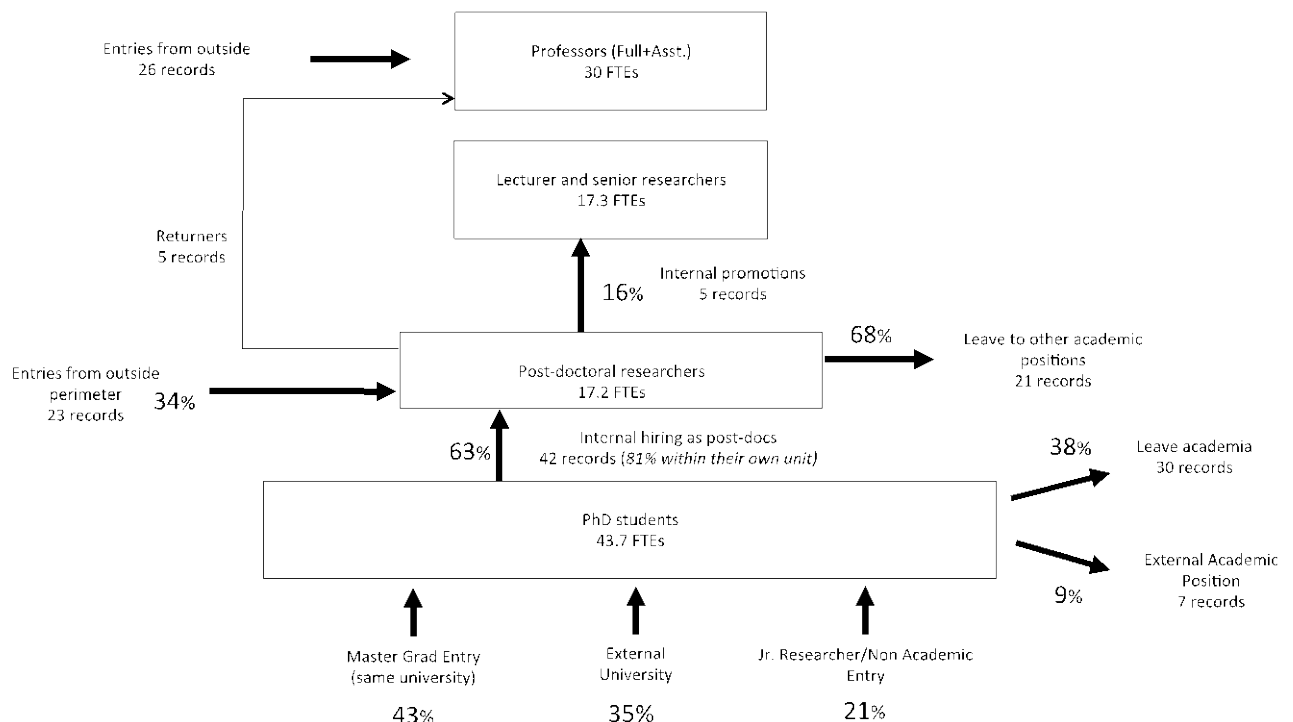 Entries from outside
26 records
Professors (Full+Asst.)
30 FTEs
Lecturer and senior researchers
17.3 FTEs
Returners
5 records
16%
Internal promotions
5 records
68%
Leave to other academic
positions
21 records
Post-doctoral researchers
17.2 FTEs
Entries from outside
perimeter
23 records
34%
63%
Internal hiring as post-docs
42 records (81% within their own unit)
38%
Leave academia
30 records
PhD students
43.7 FTEs
External Academic
Position
7 records
9%
Master Grad Entry
(same university)
43%
External
University
35%
Jr. Researcher/Non Academic
Entry
21%